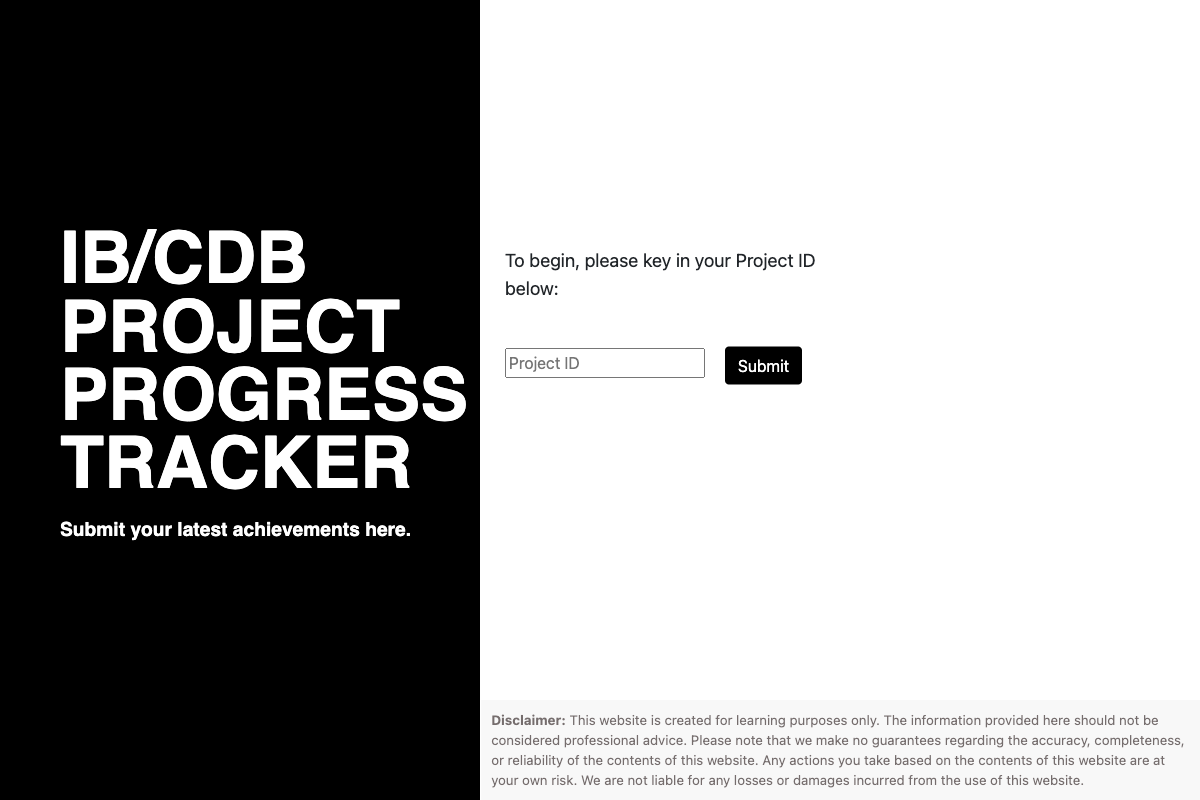 IB/CDB
PROJECT
PROGRESS
TRACKER
Submit your latest achievements here.
To begin, please key in your Project ID
below:
Project ID
Submit
Disclaimer: This website is created for learning purposes only. The information provided here should not be
considered professional advice. Please note that we make no guarantees regarding the accuracy, completeness,
or reliability of the contents of this website. Any actions you take based on the contents of this website are at
your own risk. We are not liable for any losses or damages incurred from the use of this website.